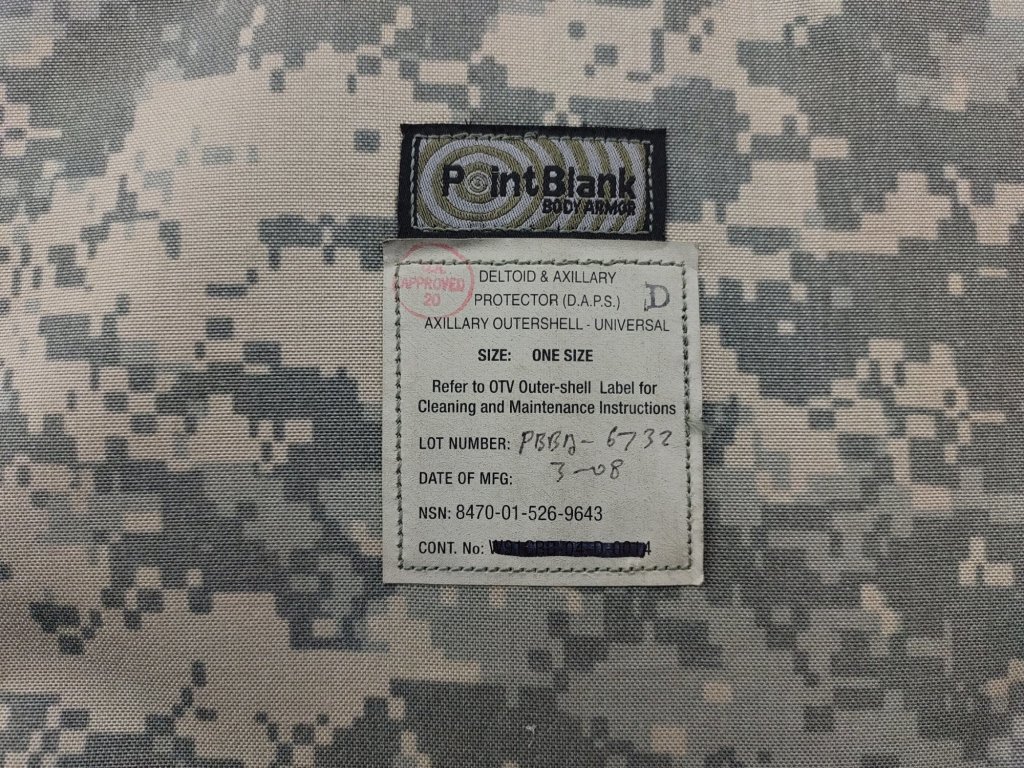 PointBlank
BODY ARMOR
APPROVED
20
DELTOID & AXILLARY
PROTECTOR (D.A.P.S.)
D
AXILLARY OUTERSHELL - UNIVERSAL
SIZE: ONE SIZE
Refer to OTV Outer-shell Label for
Cleaning and Maintenance Instructions
LOT NUMBER: PBBA-6732
DATE OF MFG: 3-08
NSN: 8470-01-526-9643
CONT. No: